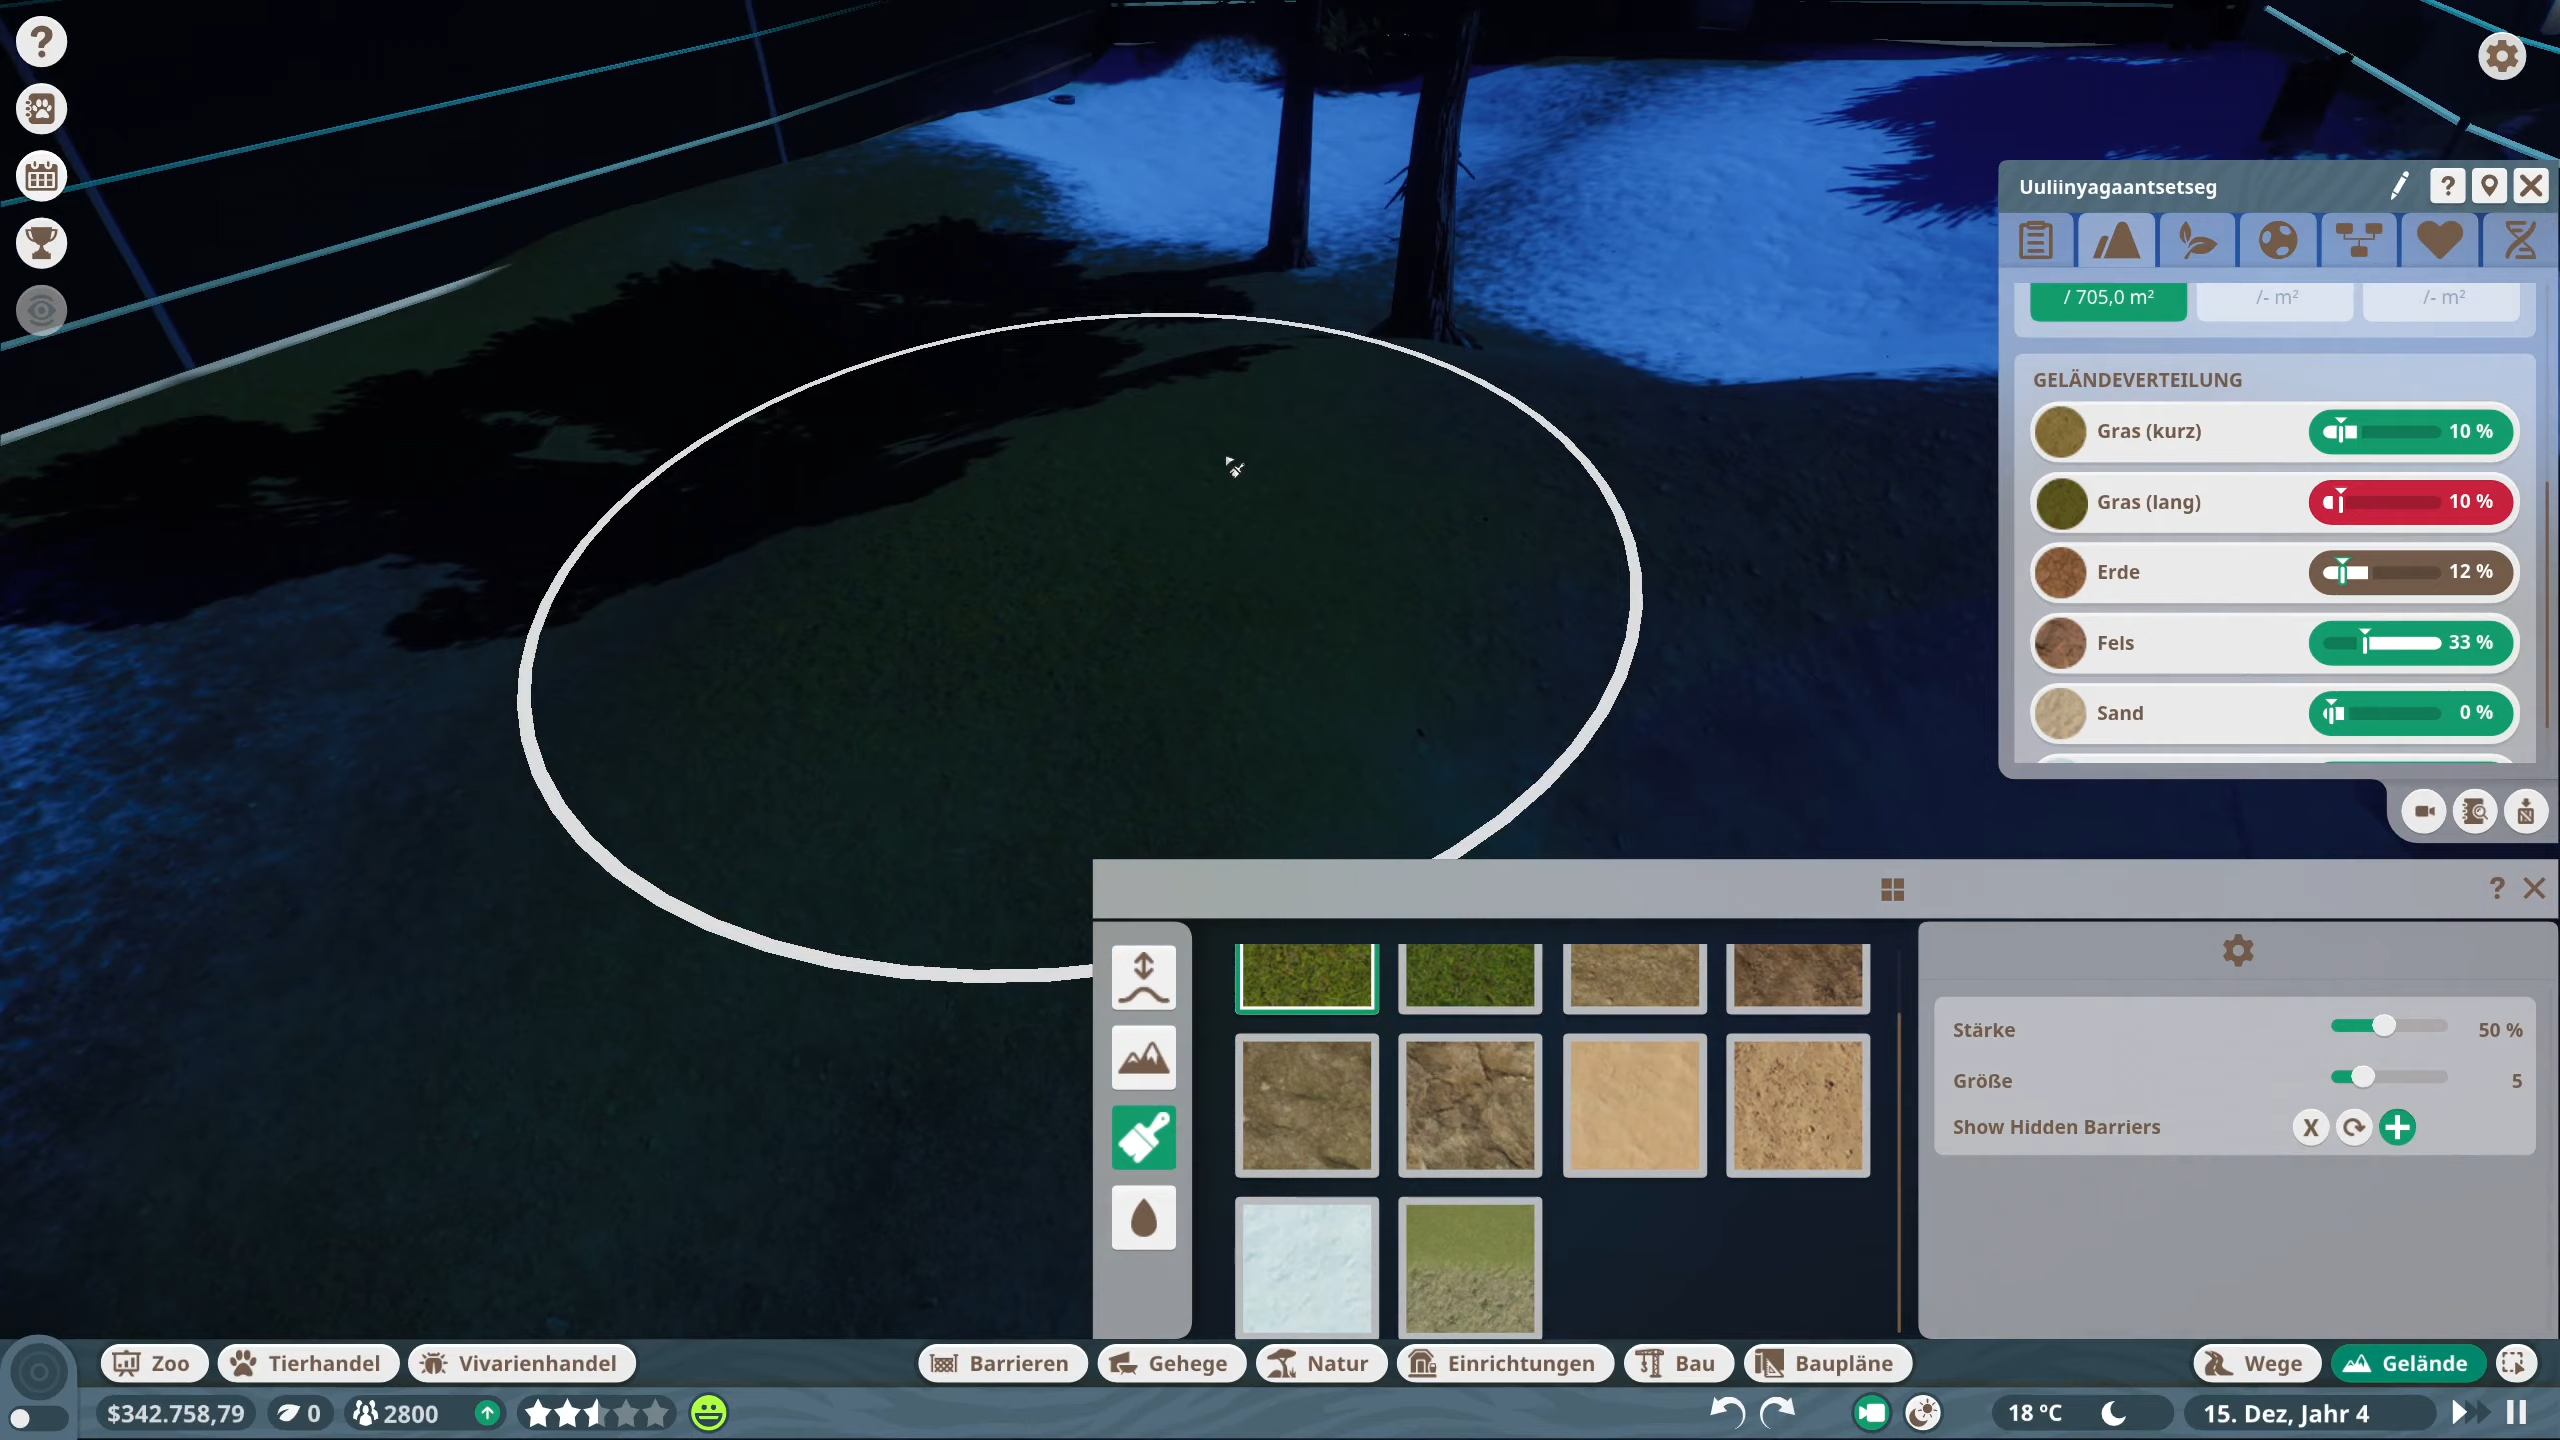 Uuliinyagaantsetseg
/ 705,0 m²
/- m²
/- m²
GELÄNDEVERTEILUNG
Gras (kurz) 10 %
Gras (lang) 10 %
Erde 12 %
Fels 33 %
Sand 0 %
Stärke 50 %
Größe 5
Show Hidden Barriers X
Zoo
Tierhandel
Vivarienhandel
Barrieren
Gehege
Natur
Einrichtungen
Bau
Baupläne
Wege
Gelände
$342.758,79
0
2800
18 °C
15. Dez, Jahr 4